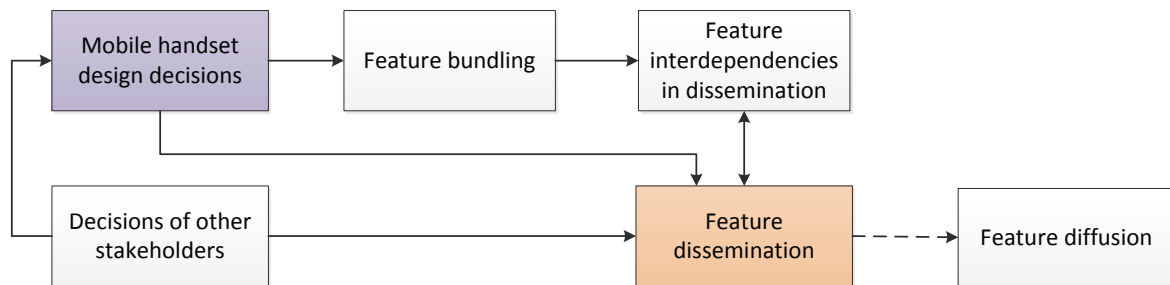 Mobile handset
design decisions
Feature bundling
Feature
interdependencies
in dissemination
Decisions of other
stakeholders
Feature
dissemination
Feature diffusion